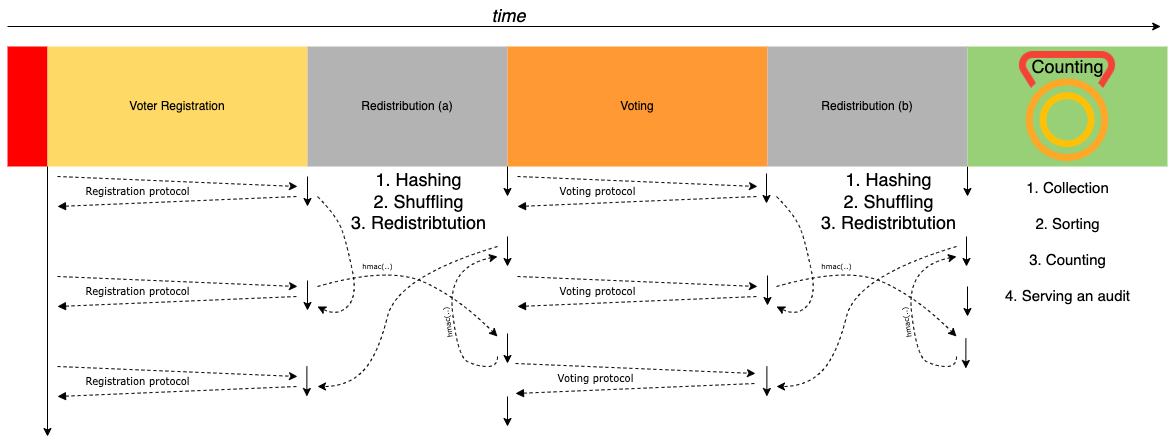 time
Voter Registration
Redistribution (a)
Voting
Redistribution (b)
Counting
Registration protocol
1. Hashing
2. Shuffling
3. Redistribtution
Voting protocol
1. Hashing
2. Shuffling
3. Redistribtution
1. Collection
2. Sorting
3. Counting
4. Serving an audit
Registration protocol
hmac(..)
hmac(..)
Voting protocol
hmac(..)
hmac(..)
Registration protocol
Voting protocol